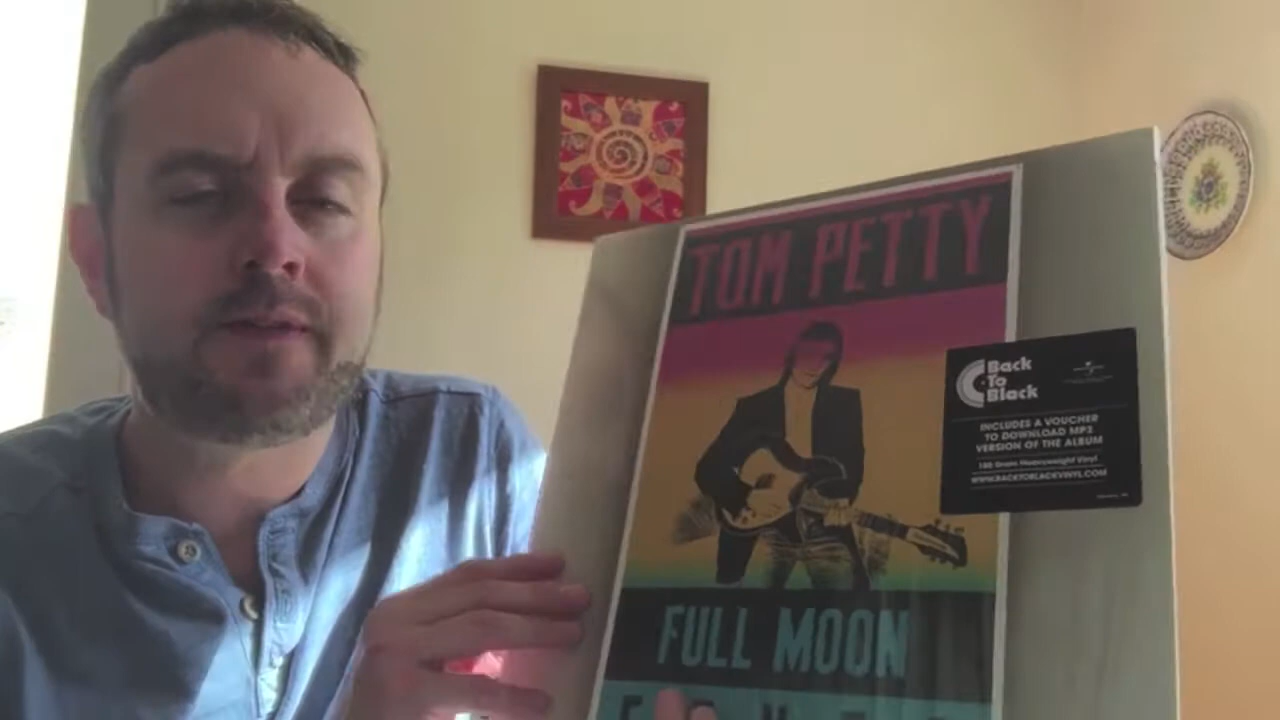 TOM PETTY
Back
To
Black
INCLUDES A VOUCHER
TO DOWNLOAD MP3
VERSION OF THE ALBUM
180 Gram Heavyweight Vinyl
WWW.BACKTOBLACKVINYL.COM
FULL MOON